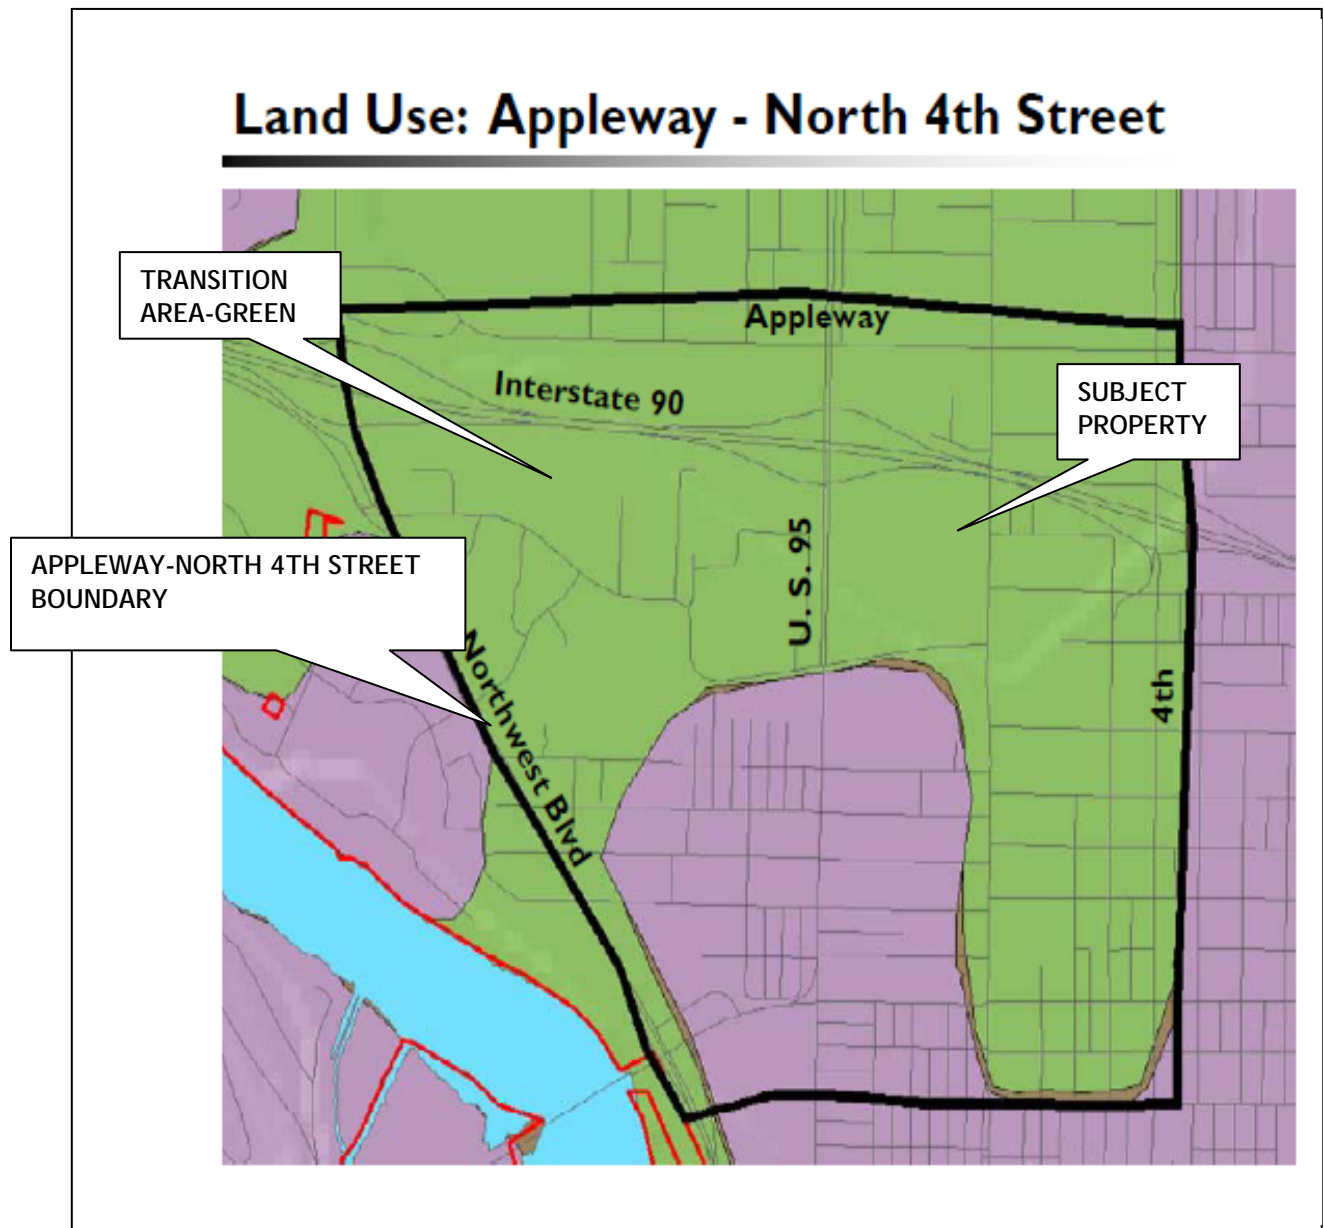 Land Use: Appleway - North 4th Street
TRANSITION
AREA-GREEN
Appleway
Interstate 90
SUBJECT
PROPERTY
U. S. 95
APPLEWAY-NORTH 4TH STREET
BOUNDARY
Northwest Blvd
4th